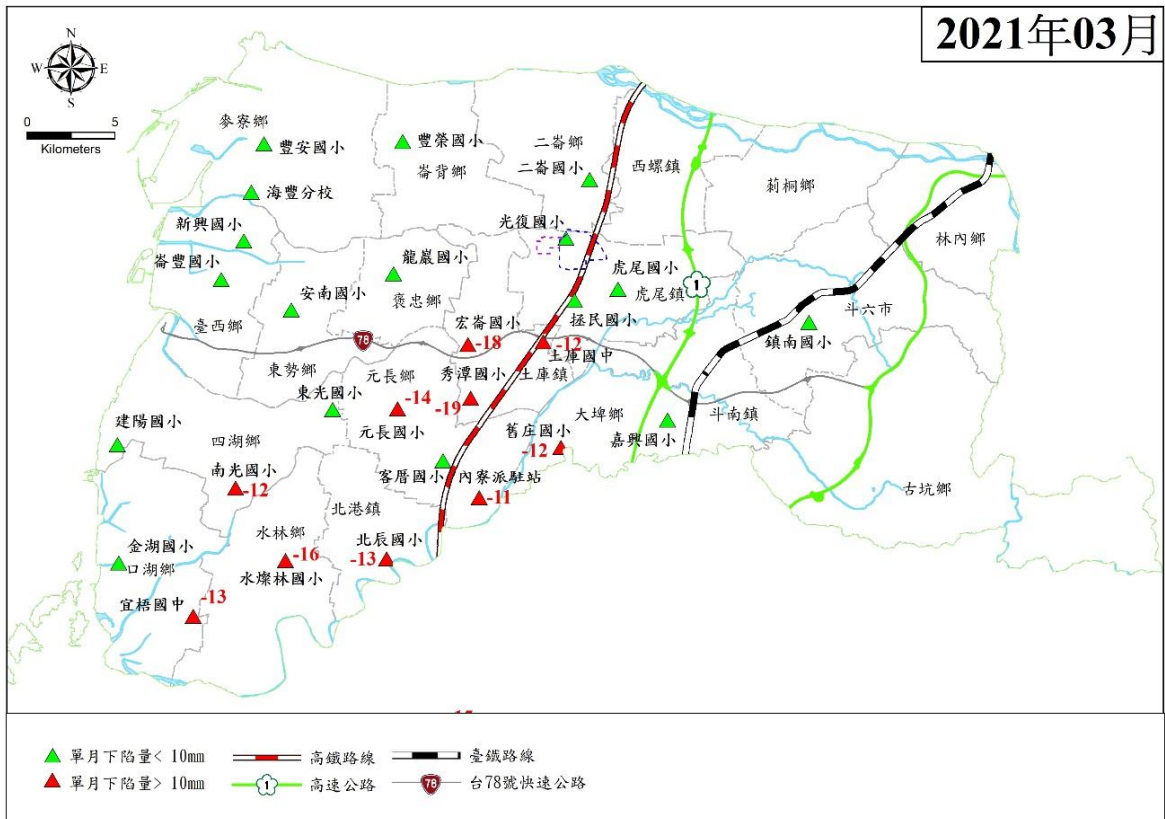 2021年03月
N
W
E
S
0
5
Kilometers
麥寮鄉
豐安國小
豐榮國小
崙背鄉
二崙鄉
二崙國小
西螺鎮
莿桐鄉
海豐分校
新興國小
光復國小
林內鄉
崙豐國小
龍巖國小
虎尾國小
安南國小
褒忠鄉
虎尾鎮
1
拯民國小
斗六市
臺西鄉
78
宏崙國小
-18
-12
土庫國中
鎮南國小
東勢鄉
元長鄉
秀潭國小
土庫鎮
東光國小
-14
-19
大埤鄉
斗南鎮
建陽國小
四湖鄉
元長國小
舊庄國小
-12
嘉興國小
南光國小
-12
客厝國小
內寮派駐站
-11
古坑鄉
北港鎮
水林鄉
北辰國小
金湖國小
口湖鄉
-16
水燦林國小
-13
宜梧國中
-13
單月下陷量< 10mm
高鐵路線
臺鐵路線
單月下陷量> 10mm
1
高速公路
78
台78號快速公路